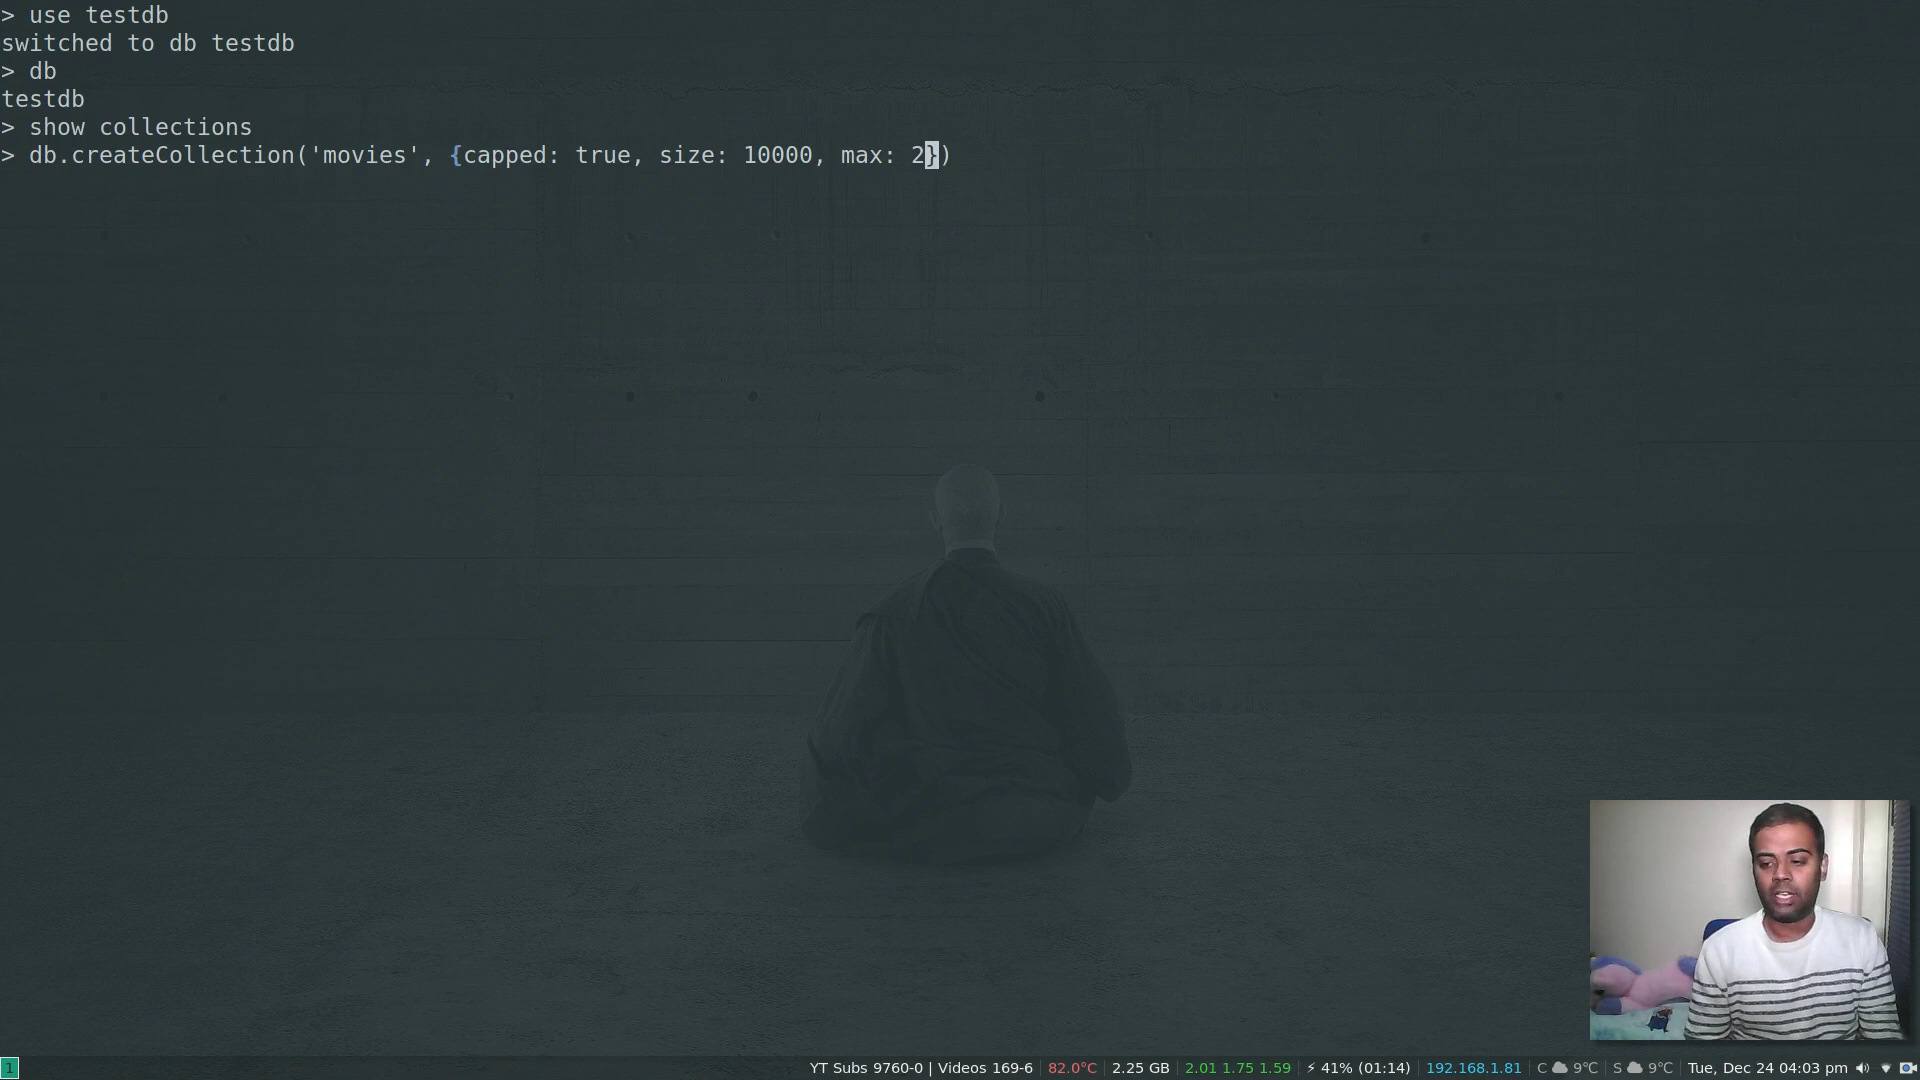 > use testdb
switched to db testdb
> db
testdb
> show collections
> db.createCollection('movies', {capped: true, size: 10000, max: 2})
1 YT Subs 9760-0 | Videos 169-6 82.0°C 2.25 GB 2.01 1.75 1.59 ⚡ 41% (01:14) 192.168.1.81 C 9°C S 9°C Tue, Dec 24 04:03 pm